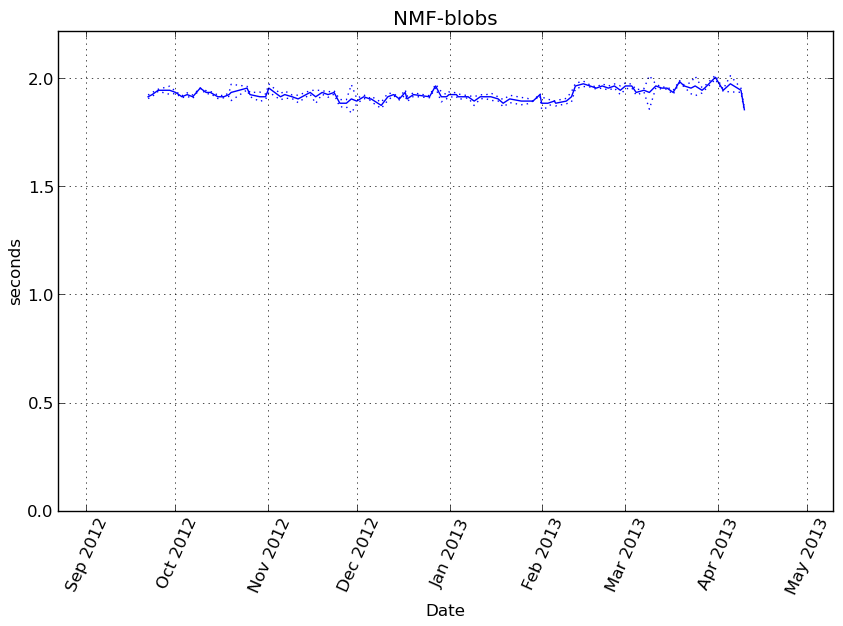 NMF-blobs
2.0
1.5
1.0
0.5
0.0
seconds
Sep 2012
Oct 2012
Nov 2012
Dec 2012
Jan 2013
Feb 2013
Mar 2013
Apr 2013
May 2013
Date